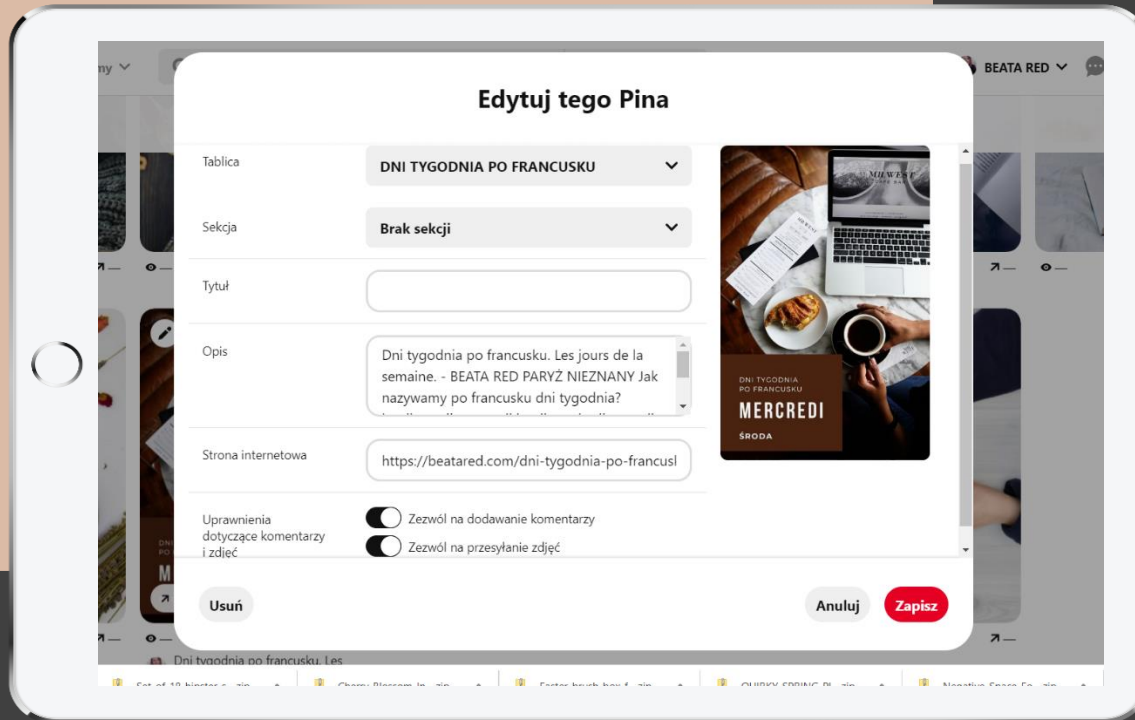 my
BEATA RED
Edytuj tego Pina
Tablica
DNI TYGODNIA PO FRANCUSKU
Sekcja
Brak sekcji
Tytuł
Opis
Dni tygodnia po francusku. Les jours de la
semaine. - BEATA RED PARYŻ NIEZNANY Jak
nazywamy po francusku dni tygodnia?
Strona internetowa
https://beatared.com/dni-tygodnia-po-francusl
Uprawnienia
dotyczące komentarzy
i zdjęć
Zezwól na dodawanie komentarzy
Zezwól na przesyłanie zdjęć
MILWEST
DNI TYGODNIA
PO FRANCUSKU
MERCREDI
ŚRODA
Usuń
Anuluj
Zapisz
Dni tygodnia po francusku. Les